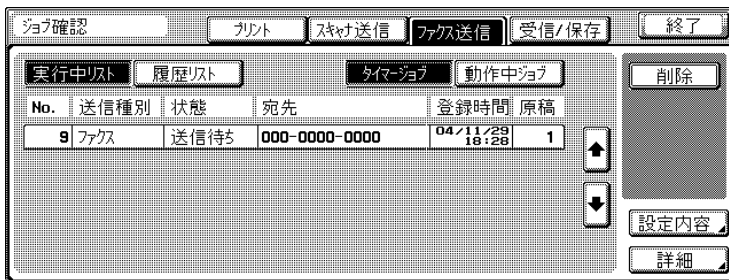 ジョブ確認 プリント スキャナ送信 ファクス送信 受信/保存 終了
実行中リスト 履歴リスト タイマージョブ 動作中ジョブ 削除
No. 送信種別 状態 宛先 登録時間 原稿
9 ファクス 送信待ち 000-0000-0000 04/11/29 18:28 1
設定内容
詳細